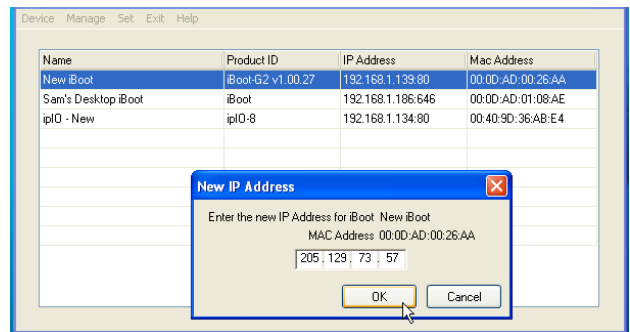 Device Manage Set Exit Help
Name Product ID IP Address Mac Address
New iBoot iBoot-G2 v1.00.27 192.168.1.139:80 00:0D:AD:00:26:AA
Sam's Desktop iBoot iBoot 192.168.1.186:646 00:0D:AD:01:08:AE
ipIO - New ipIO-8 192.168.1.134:80 00:40:9D:36:AB:E4
New IP Address
Enter the new IP Address for iBoot New iBoot
MAC Address 00:0D:AD:00:26:AA
205 . 129 . 73 . 57
OK Cancel